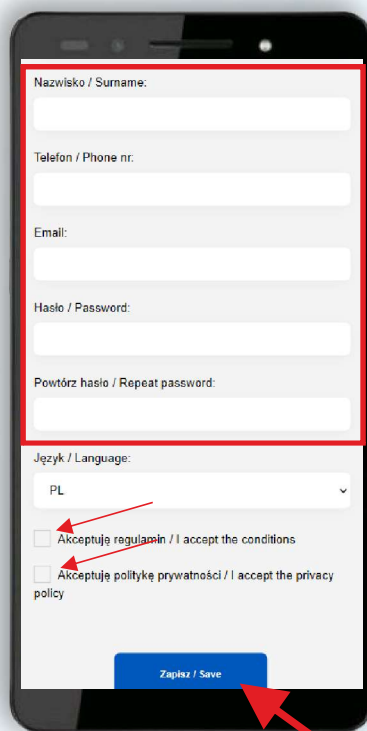 Nazwisko / Surname:
Telefon / Phone nr:
Email:
Hasło / Password:
Powtórz hasło / Repeat password:
Język / Language:
PL
Akceptuję regulamin / I accept the conditions
Akceptuję politykę prywatności / I accept the privacy
policy
Zapisz / Save